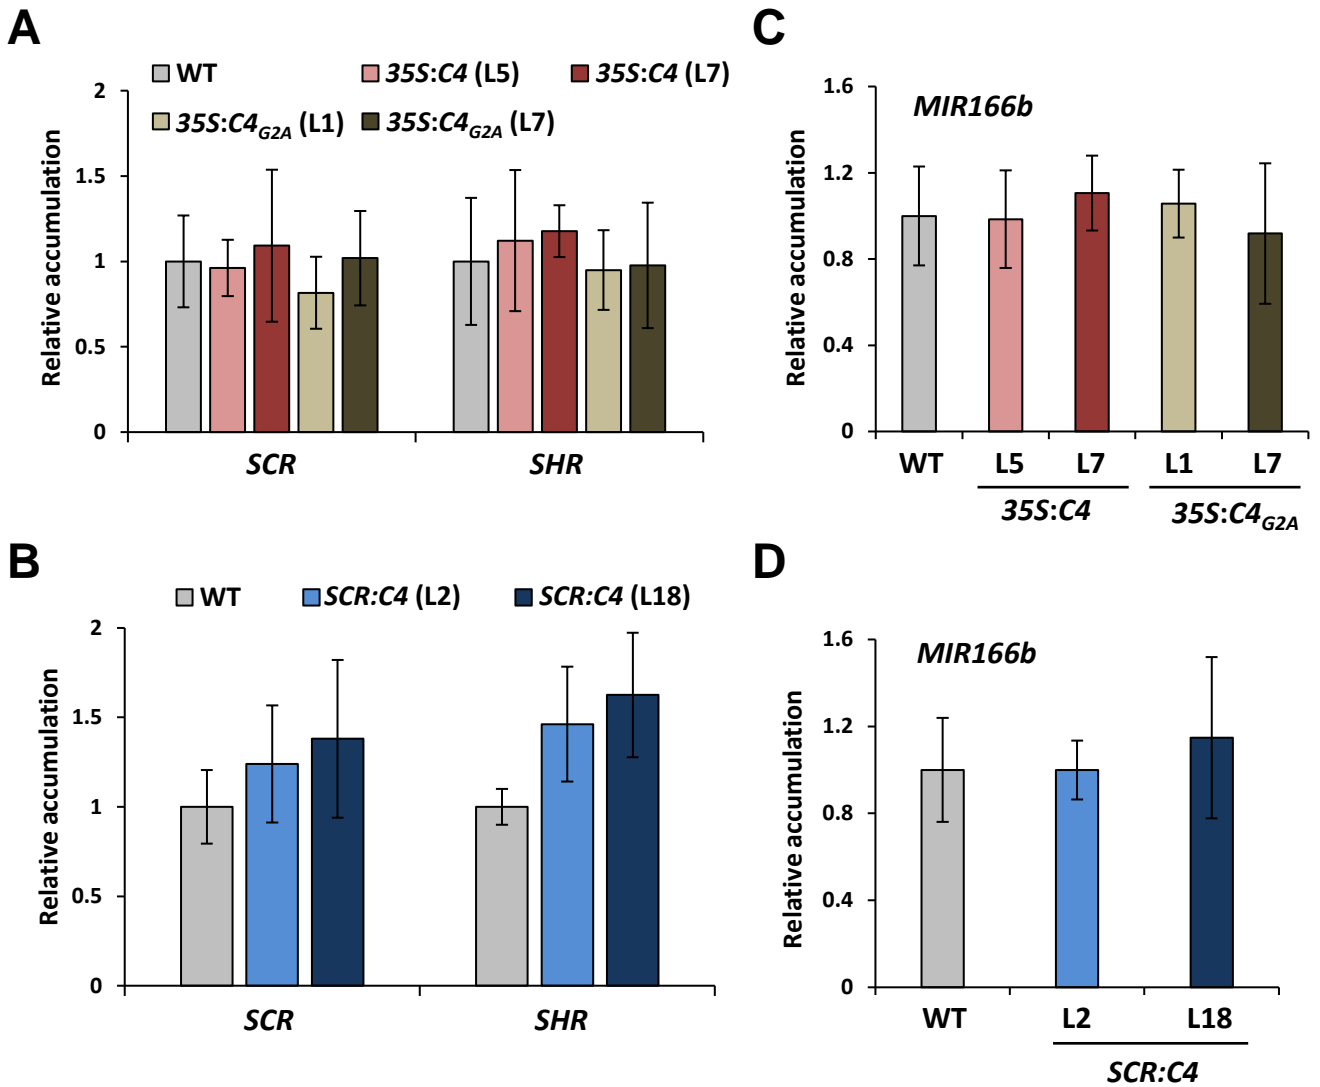 A
WT
35S:C4 (L5)
35S:C4 (L7)
35S:C4G2A (L1)
35S:C4G2A (L7)
Relative accumulation
2
1.5
1
0.5
0
SCR
SHR
B
WT
SCR:C4 (L2)
SCR:C4 (L18)
Relative accumulation
2
1.5
1
0.5
0
SCR
SHR
C
MIR166b
Relative accumulation
1.6
1.2
0.8
0.4
0
WT
L5
L7
L1
L7
35S:C4
35S:C4G2A
D
MIR166b
Relative accumulation
1.6
1.2
0.8
0.4
0
WT
L2
L18
SCR:C4